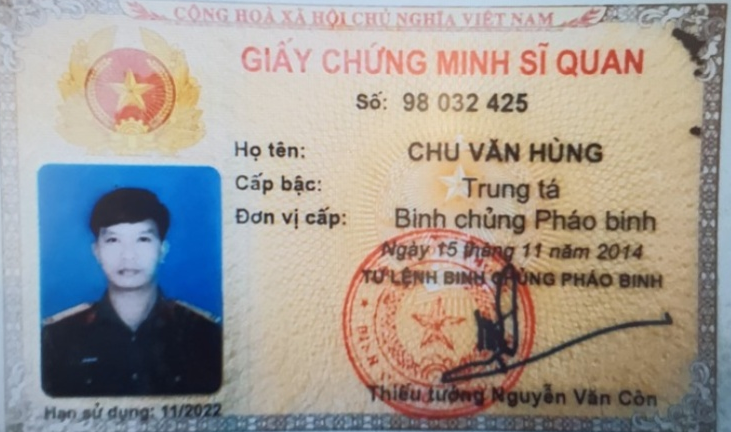 CỘNG HOÀ XÃ HỘI CHỦ NGHĨA VIỆT NAM
GIẤY CHỨNG MINH SĨ QUAN
Số: 98 032 425
Họ tên: CHU VĂN HÙNG
Cấp bậc: Trung tá
Đơn vị cấp: Binh chủng Pháo binh
Ngày 15 tháng 11 năm 2014
TƯ LỆNH BINH CHỦNG PHÁO BINH
Thiếu tướng Nguyễn Văn Côn
Hạn sử dụng: 11/2022